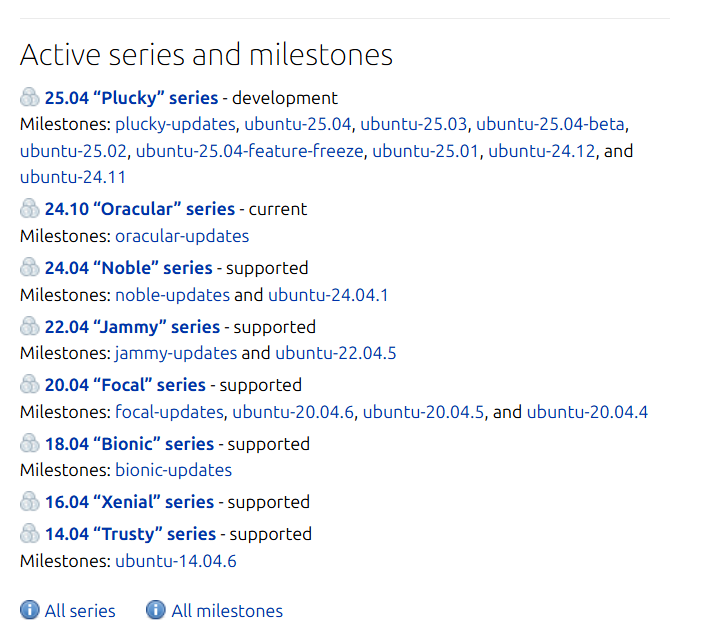 Active series and milestones
25.04 “Plucky” series - development
Milestones: plucky-updates, ubuntu-25.04, ubuntu-25.03, ubuntu-25.04-beta,
ubuntu-25.02, ubuntu-25.04-feature-freeze, ubuntu-25.01, ubuntu-24.12, and
ubuntu-24.11
24.10 “Oracular” series - current
Milestones: oracular-updates
24.04 “Noble” series - supported
Milestones: noble-updates and ubuntu-24.04.1
22.04 “Jammy” series - supported
Milestones: jammy-updates and ubuntu-22.04.5
20.04 “Focal” series - supported
Milestones: focal-updates, ubuntu-20.04.6, ubuntu-20.04.5, and ubuntu-20.04.4
18.04 “Bionic” series - supported
Milestones: bionic-updates
16.04 “Xenial” series - supported
14.04 “Trusty” series - supported
Milestones: ubuntu-14.04.6
All series All milestones